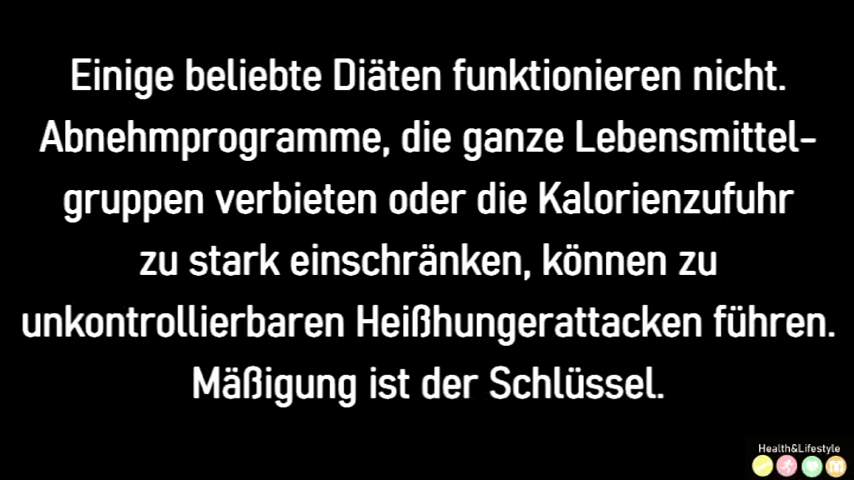 Einige beliebte Diäten funktionieren nicht.
Abnehmprogramme, die ganze Lebensmittel-
gruppen verbieten oder die Kalorienzufuhr
zu stark einschränken, können zu
unkontrollierbaren Heißhungerattacken führen.
Mäßigung ist der Schlüssel.
Health&Lifestyle